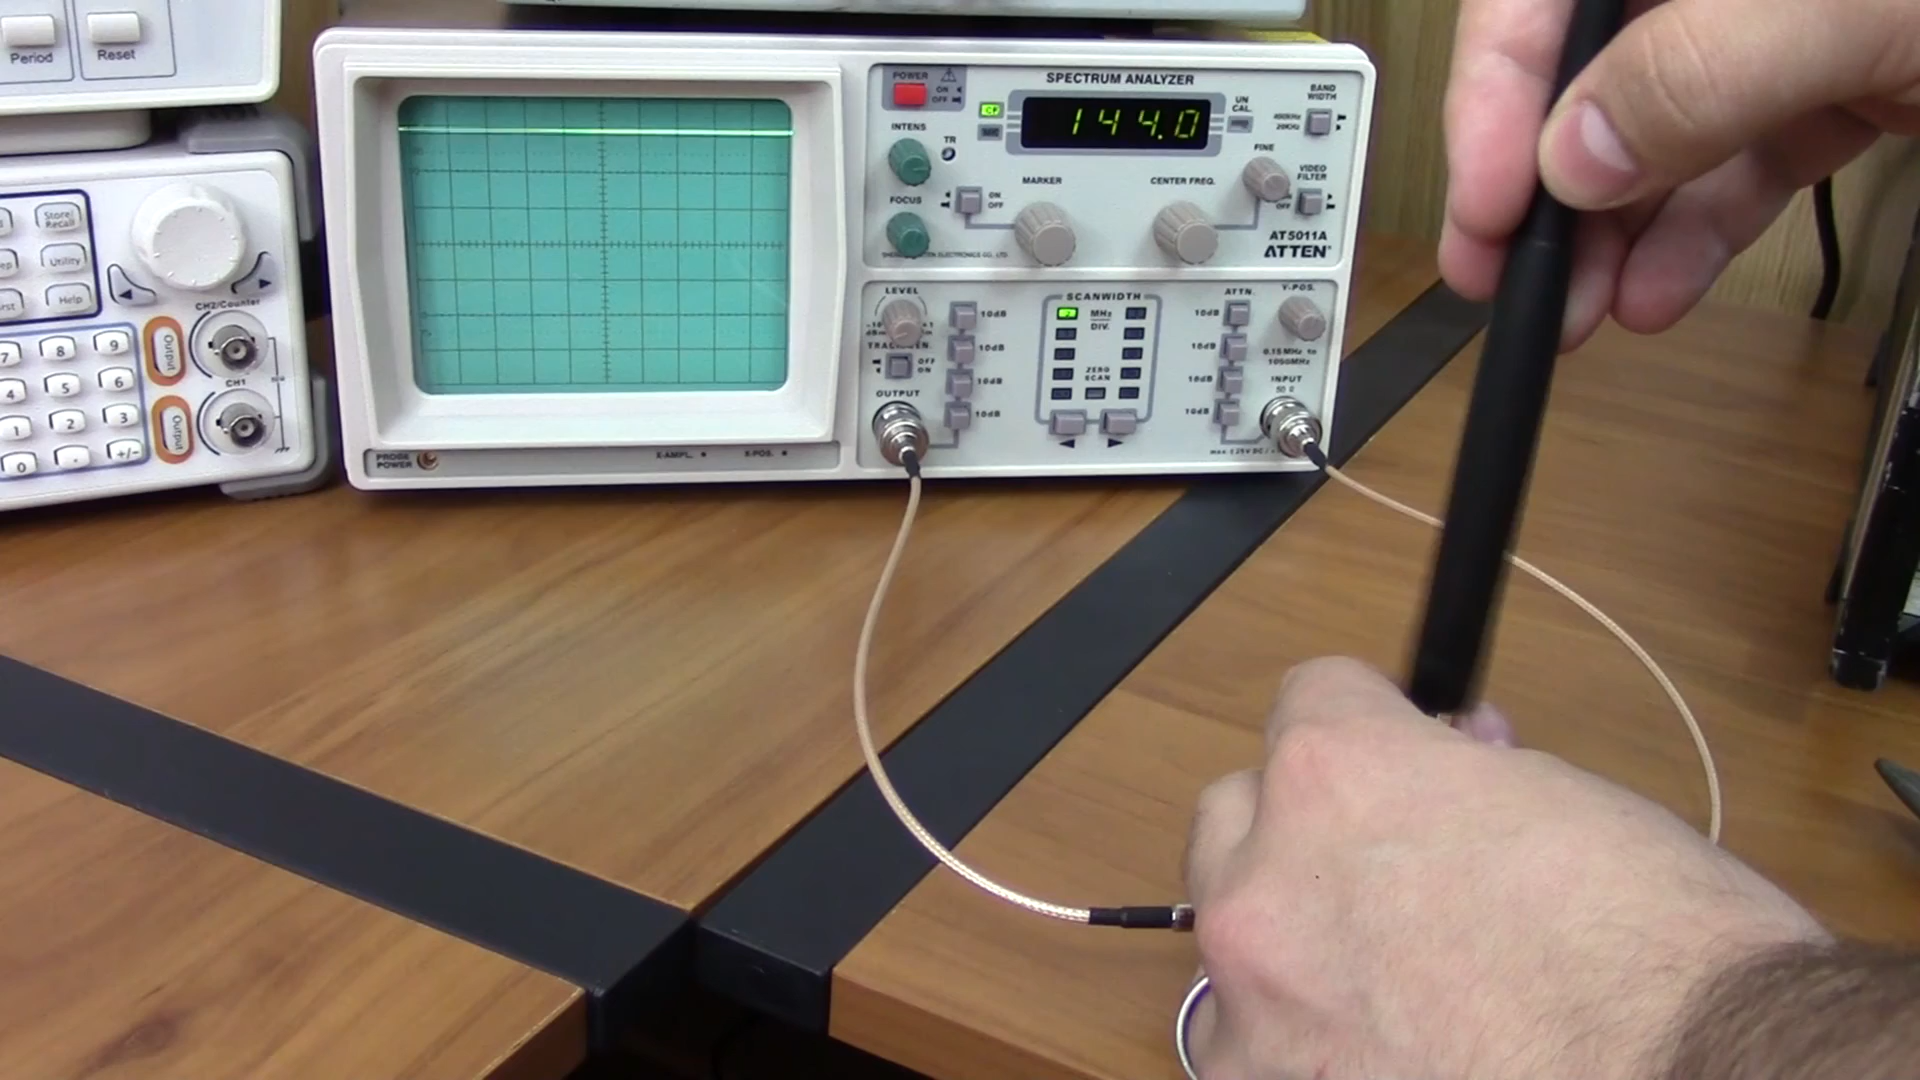 Period
Reset
Store/
Recall
Utility
Help
CH2/Counter
CH1
Output
Output
7
8
9
4
5
6
1
2
3
0
.
+/-
POWER
ON
OFF
SPECTRUM ANALYZER
144.0
UN
CAL.
BAND
WIDTH
400KHz
20KHz
INTENS
TR
FOCUS
MARKER
ON
OFF
CENTER FREQ.
FINE
VIDEO
FILTER
OFF
AT5011A
ATTEN
LEVEL
OFF
ON
OUTPUT
10dB
10dB
10dB
10dB
SCANWIDTH
MHz
DIV.
ZERO
SCAN
ATTN.
10dB
10dB
10dB
10dB
Y-POS.
0.15MHz to
1050MHz
INPUT
50 Ω
PROBE
POWER
X-AMPL.
X-POS.